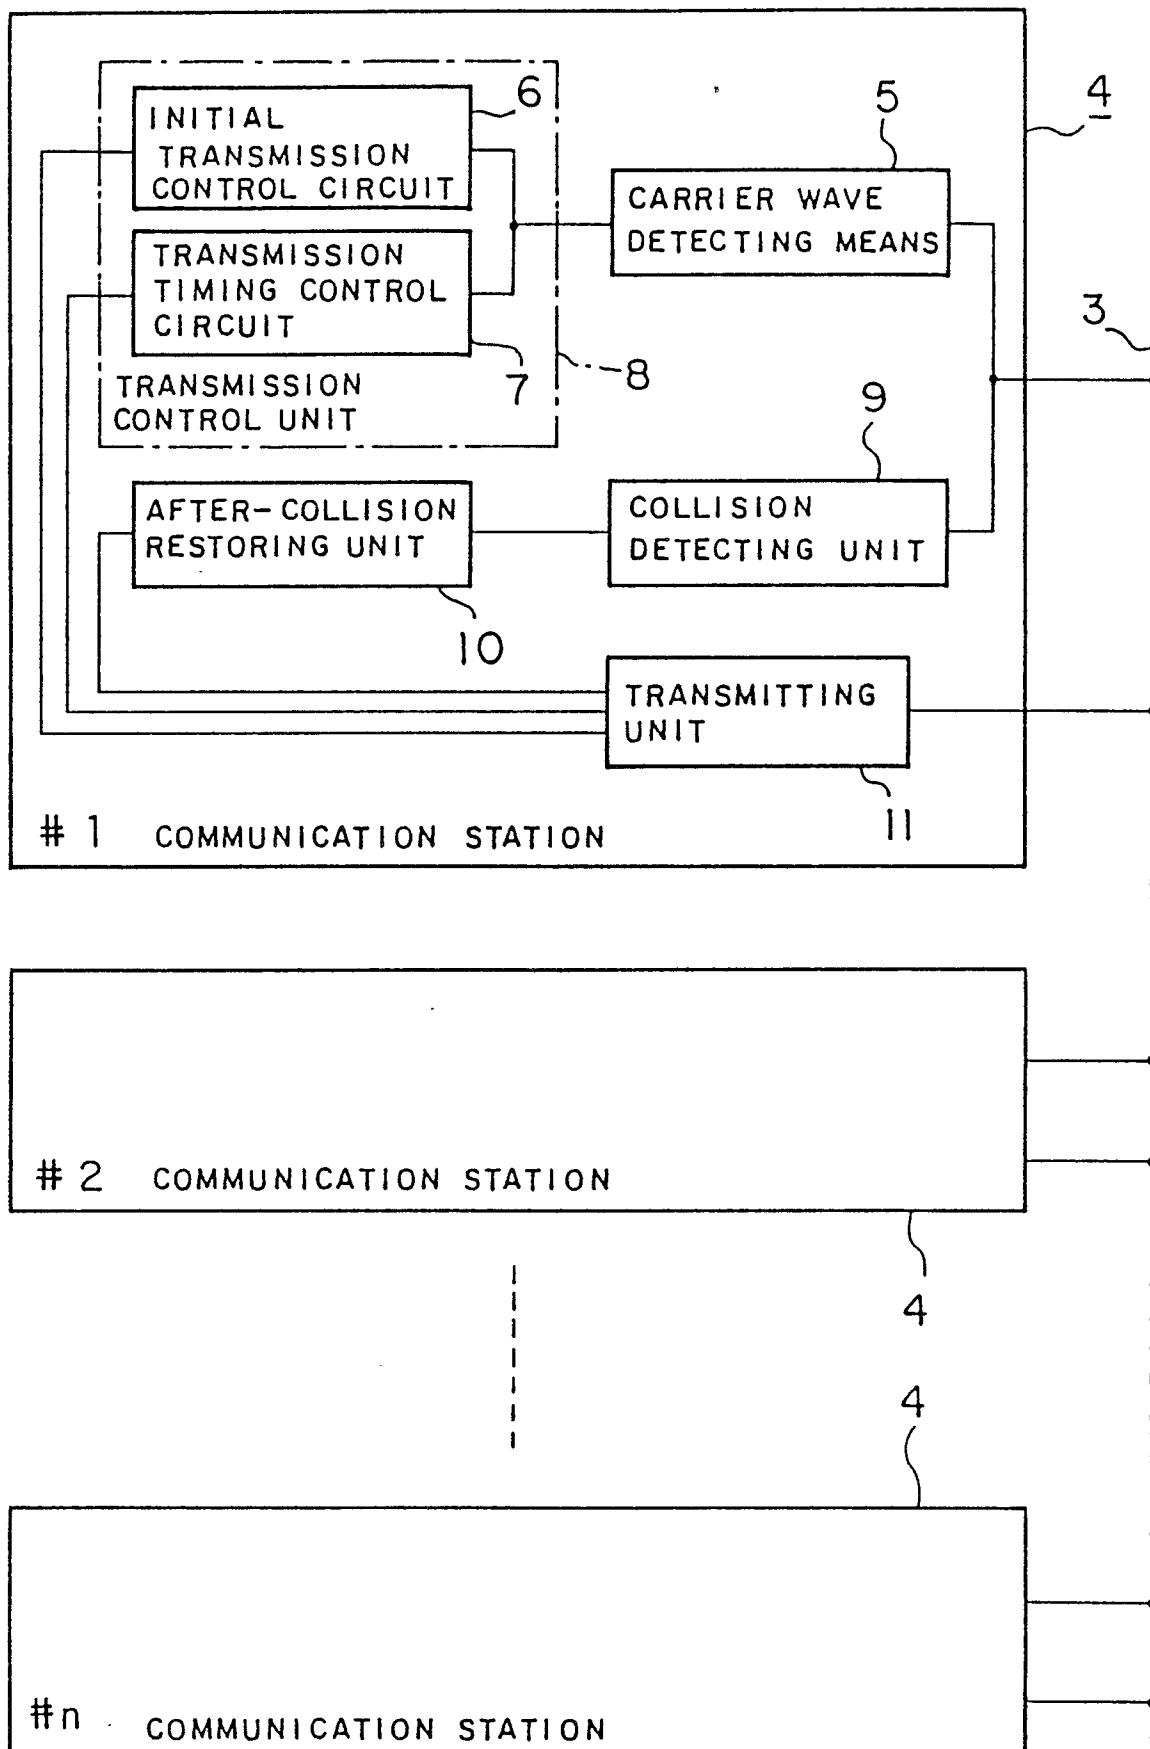 6
INITIAL
TRANSMISSION
CONTROL CIRCUIT
5
4
CARRIER WAVE
DETECTING MEANS
TRANSMISSION
TIMING CONTROL
CIRCUIT
3
7
8
TRANSMISSION
CONTROL UNIT
9
AFTER-COLLISION
RESTORING UNIT
COLLISION
DETECTING UNIT
10
TRANSMITTING
UNIT
11
#1 COMMUNICATION STATION
#2 COMMUNICATION STATION
4
4
#n COMMUNICATION STATION